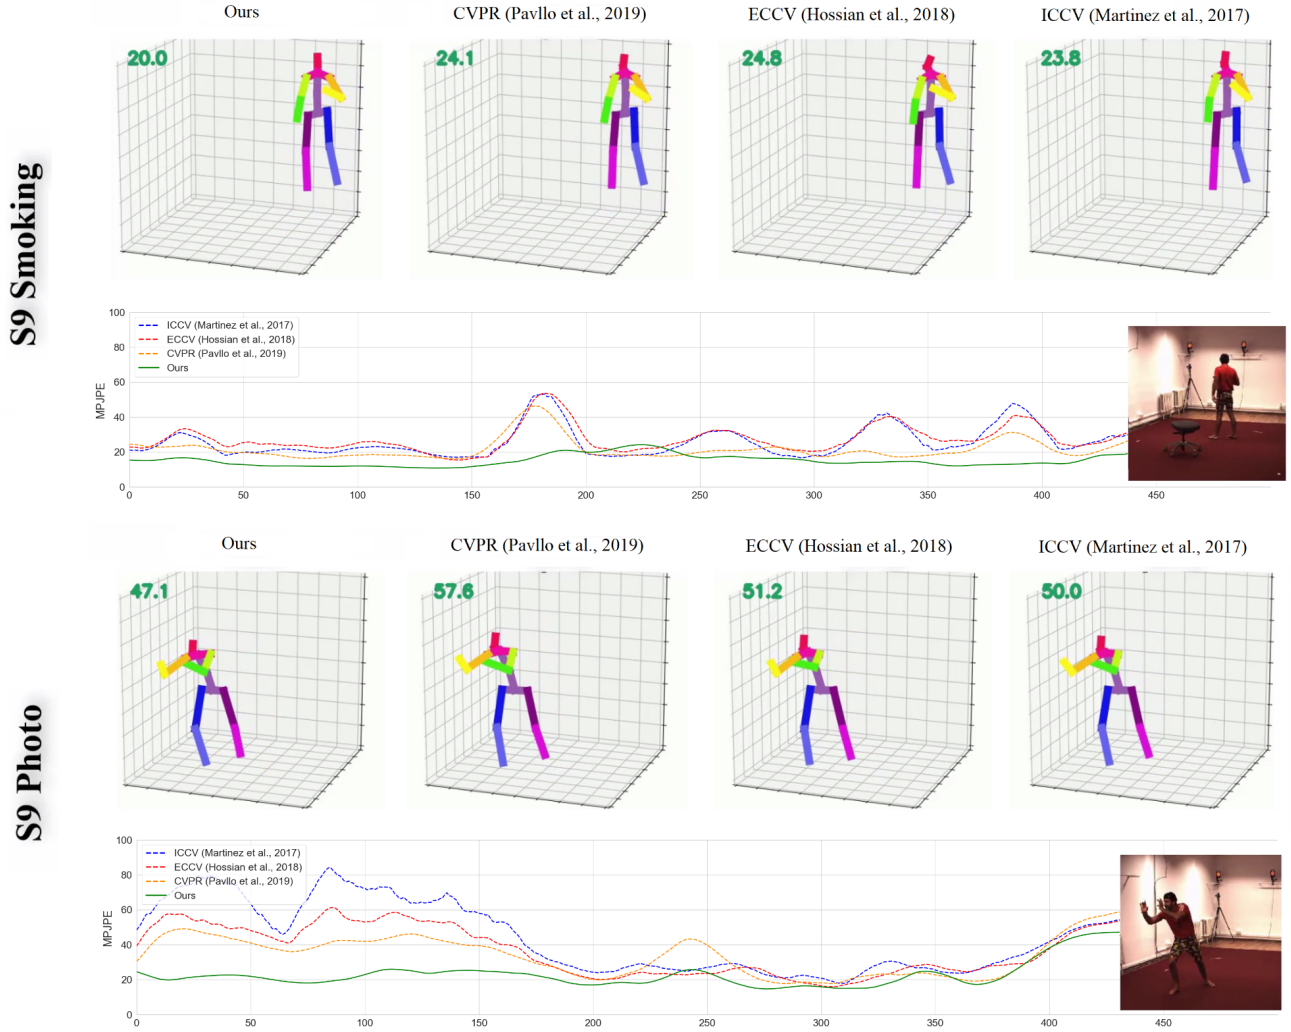 Ours
CVPR (Pavllo et al., 2019)
ECCV (Hossian et al., 2018)
ICCV (Martinez et al., 2017)
20.0
24.1
24.8
23.8
S9 Smoking
100
80
60
40
20
0
MPJPE
ICCV (Martinez et al., 2017)
ECCV (Hossian et al., 2018)
CVPR (Pavllo et al., 2019)
Ours
0 50 100 150 200 250 300 350 400 450
Ours
CVPR (Pavllo et al., 2019)
ECCV (Hossian et al., 2018)
ICCV (Martinez et al., 2017)
47.1
57.6
51.2
50.0
S9 Photo
100
80
60
40
20
0
MPJPE
ICCV (Martinez et al., 2017)
ECCV (Hossian et al., 2018)
CVPR (Pavllo et al., 2019)
Ours
0 50 100 150 200 250 300 350 400 450